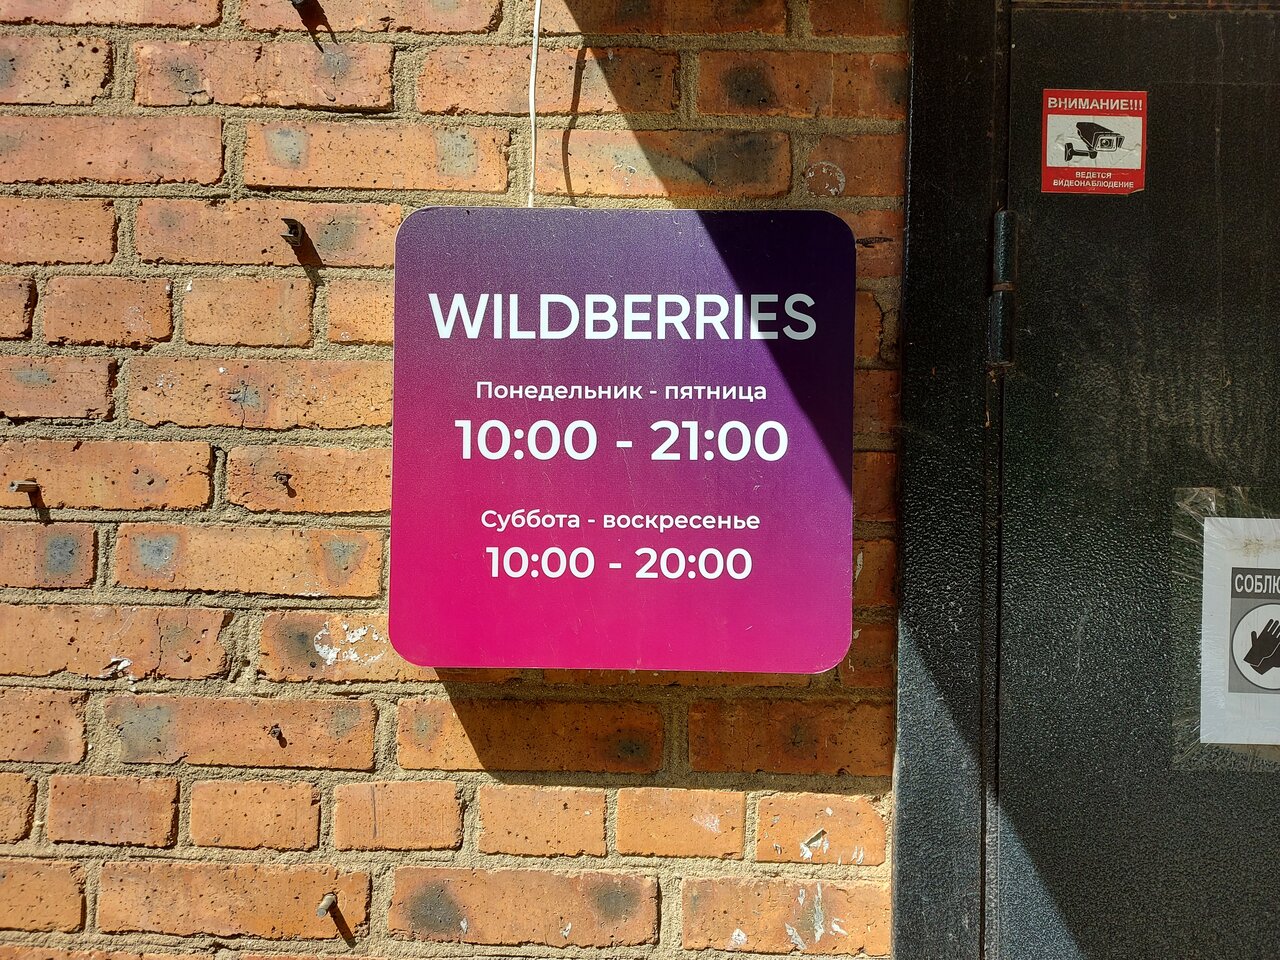 WILDBERRIES
Понедельник - пятница
10:00 - 21:00
Суббота - воскресенье
10:00 - 20:00
ВНИМАНИЕ!!!
ВЕДЕТСЯ
ВИДЕОНАБЛЮДЕНИЕ